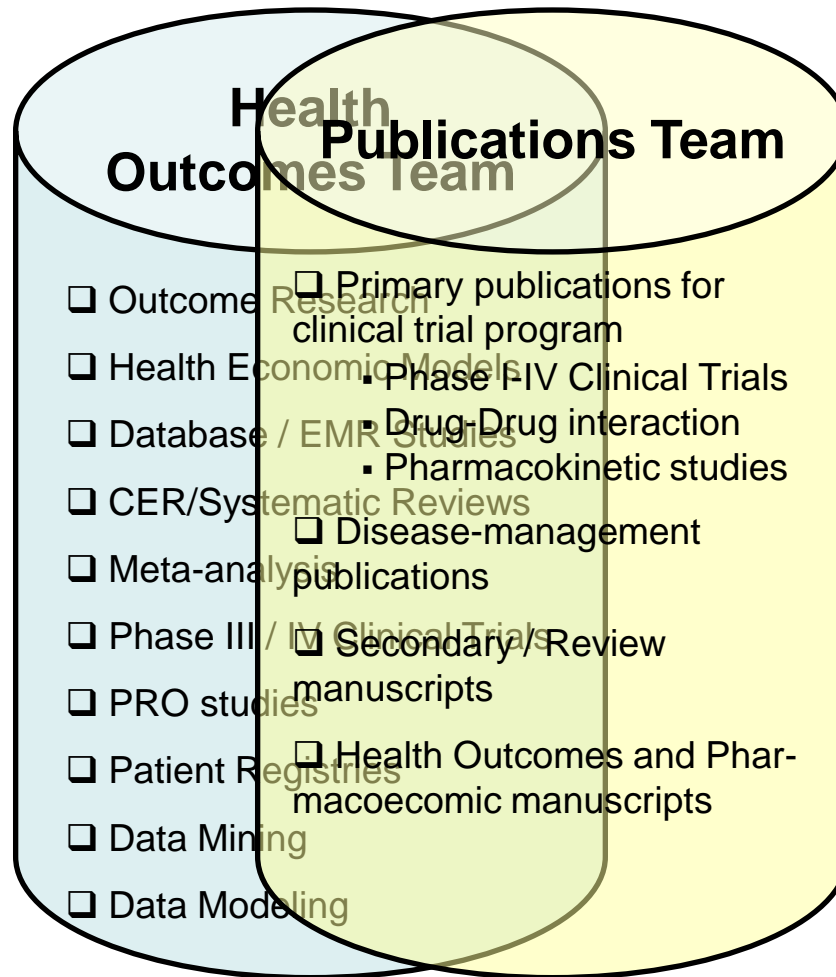 Health
Outcomes Team
❑ Outcome Research
❑ Health Economic Models
❑ Database / EMR Studies
❑ CER/Systematic Reviews
❑ Meta-analysis
❑ Phase III / IV Clinical Trials
❑ PRO studies
❑ Patient Registries
❑ Data Mining
❑ Data Modeling
Publications Team
❑ Primary publications for
clinical trial program
▪ Phase I-IV Clinical Trials
▪ Drug-Drug interaction
▪ Pharmacokinetic studies
❑ Disease-management
publications
❑ Secondary / Review
manuscripts
❑ Health Outcomes and Phar-
macoecomic manuscripts